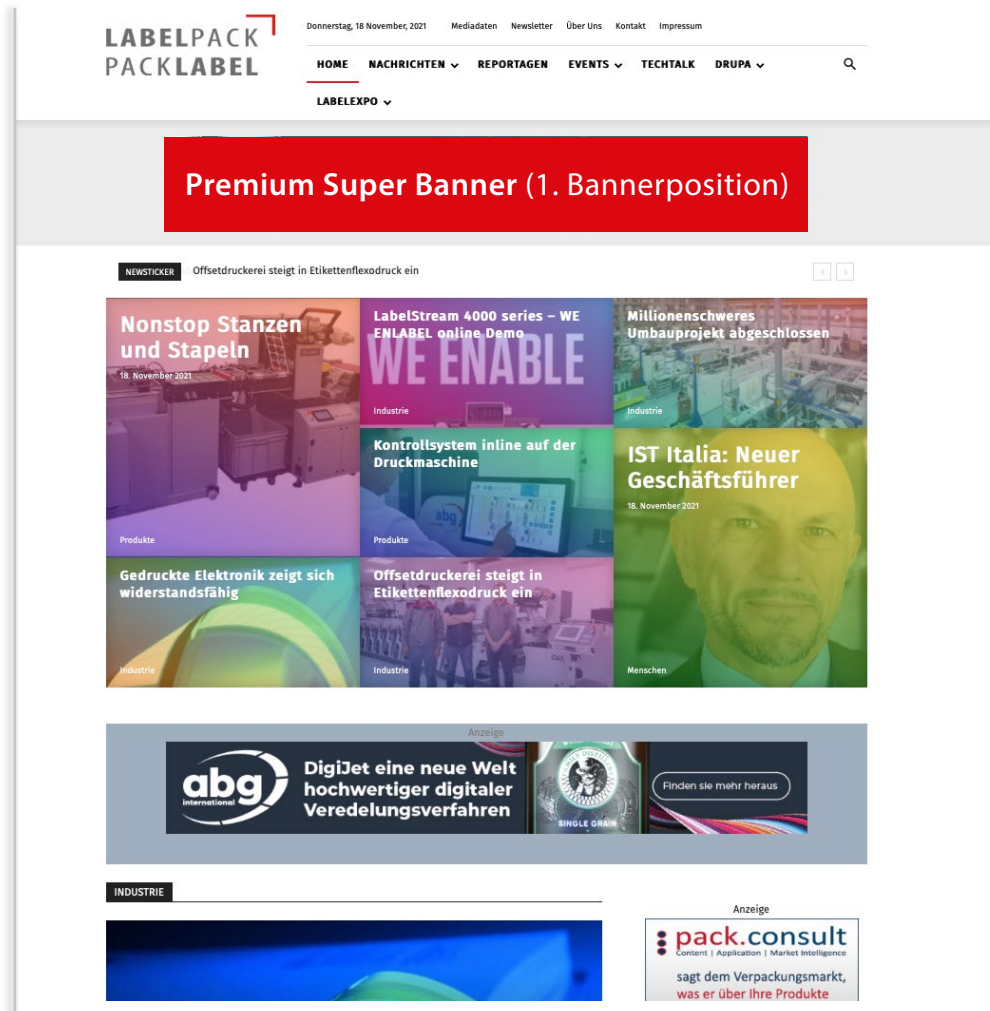 LABELPACK
PACKLABEL
Donnerstag, 18 November, 2021 Mediadaten Newsletter Über Uns Kontakt Impressum
HOME NACHRICHTEN REPORTAGEN EVENTS TECHTALK DRUPA
LABELEXPO
Premium Super Banner (1. Bannerposition)
NEWSTICKER Offsetdruckerei steigt in Etikettenflexodruck ein
Nonstop Stanzen
und Stapeln
18. November 2021
Produkte
LabelStream 4000 series – WE
ENLABEL online Demo
WE ENABLE
Industrie
Millionenschweres
Umbauprojekt abgeschlossen
Industrie
Kontrollsystem inline auf der
Druckmaschine
abg
Produkte
IST Italia: Neuer
Geschäftsführer
18. November 2021
Menschen
Gedruckte Elektronik zeigt sich
widerstandsfähig
Industrie
Offsetdruckerei steigt in
Etikettenflexodruck ein
Industrie
Anzeige
abg
international
DigiJet eine neue Welt
hochwertiger digitaler
Veredelungsverfahren
SINGLE GRAIN
Finden sie mehr heraus
INDUSTRIE
Anzeige
pack.consult
Content | Application | Market Intelligence
sagt dem Verpackungsmarkt,
was er über Ihre Produkte